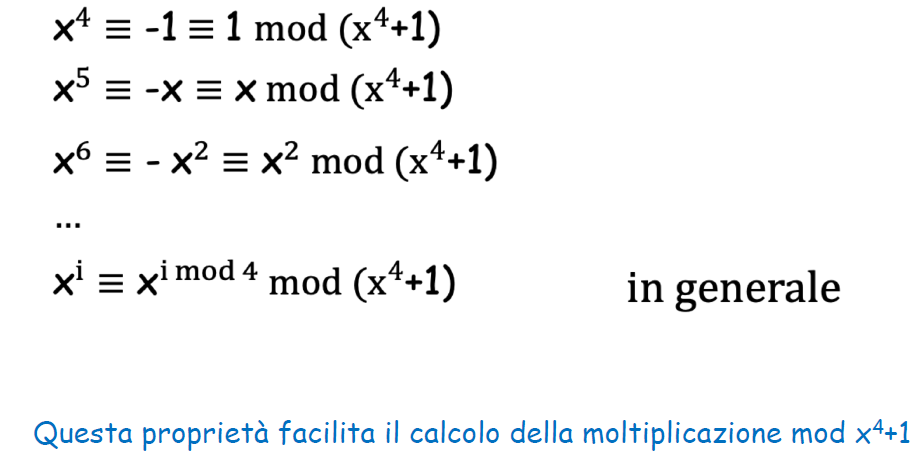 x⁴ ≡ -1 ≡ 1 mod (x⁴+1)
x⁵ ≡ -x ≡ x mod (x⁴+1)
x⁶ ≡ - x² ≡ x² mod (x⁴+1)
...
xⁱ ≡ xⁱ ᵐᵒᵈ ⁴ mod (x⁴+1) in generale
Questa proprietà facilita il calcolo della moltiplicazione mod x⁴+1